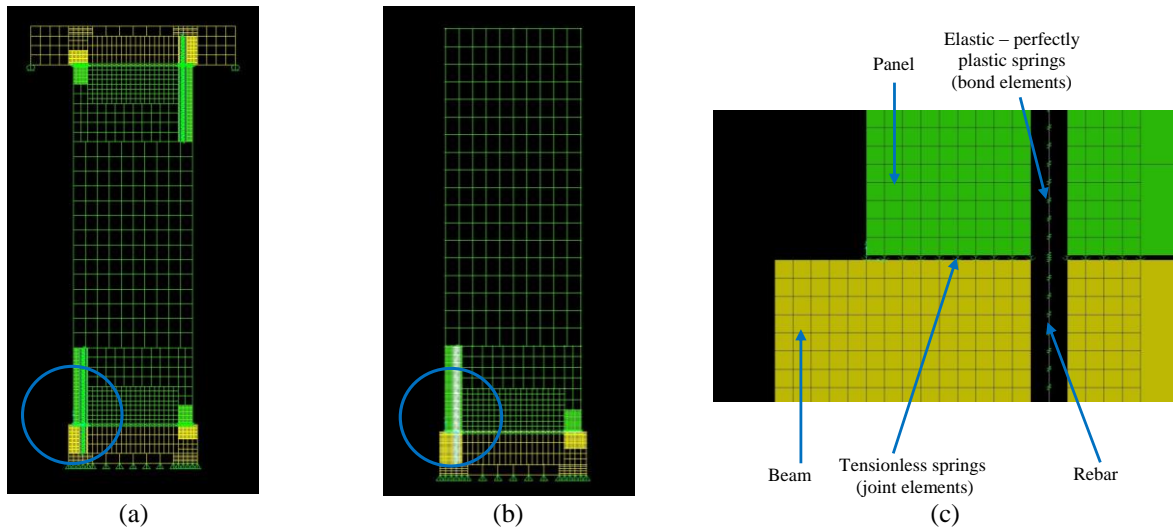 Elastic – perfectly
plastic springs
(bond elements)
Panel
Beam
Tensionless springs
(joint elements)
Rebar
(a)
(b)
(c)